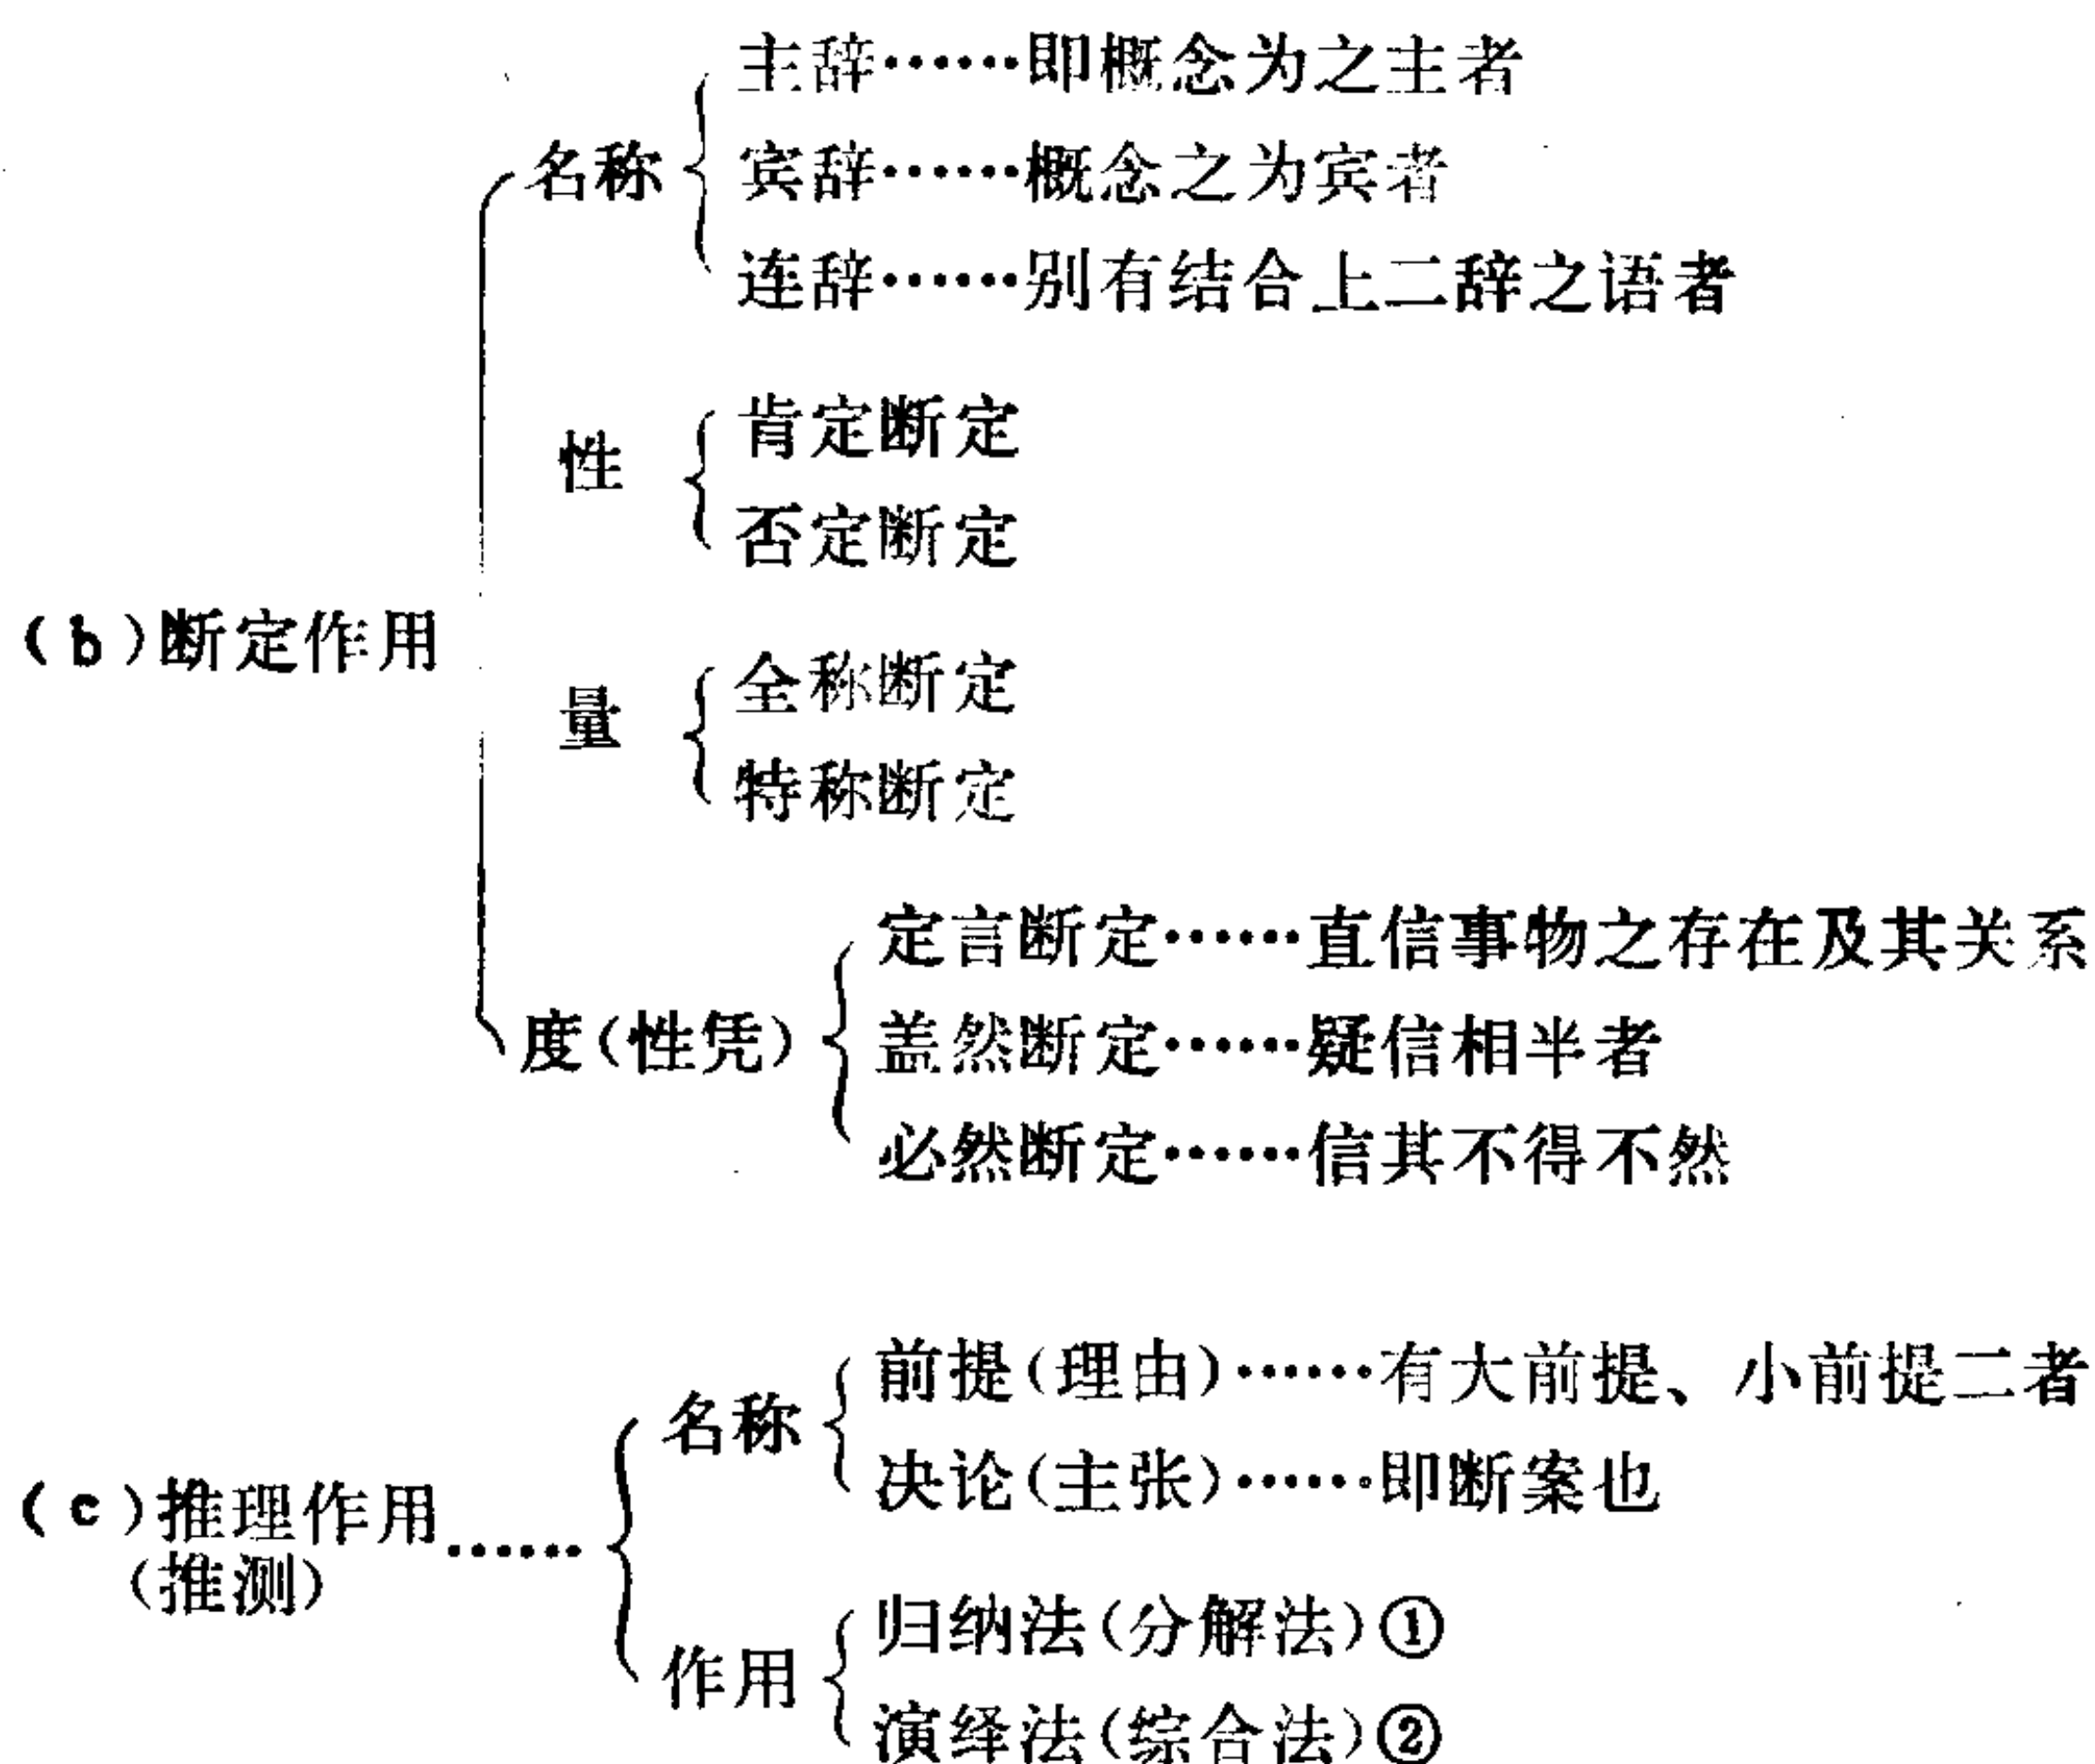 主辞……即概念为之主者
名称
宾辞……概念之为宾者
连辞……别有结合上二辞之语者
肯定断定
性
否定断定
(b)断定作用
全称断定
量
特称断定
定言断定……直信事物之存在及其关系
度(性凭)
盖然断定……疑信相半者
必然断定……信其不得不然
前提(理由)……有大前提、小前提二者
名称
决论(主张)……即断案也
(c)推理作用……
(推测)
归纳法(分解法)①
作用
演绎法(综合法)②